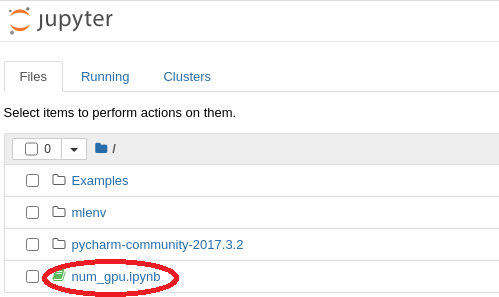 jupyter
Files Running Clusters
Select items to perform actions on them.
0 /
Examples
mlenv
pycharm-community-2017.3.2
num_gpu.ipynb